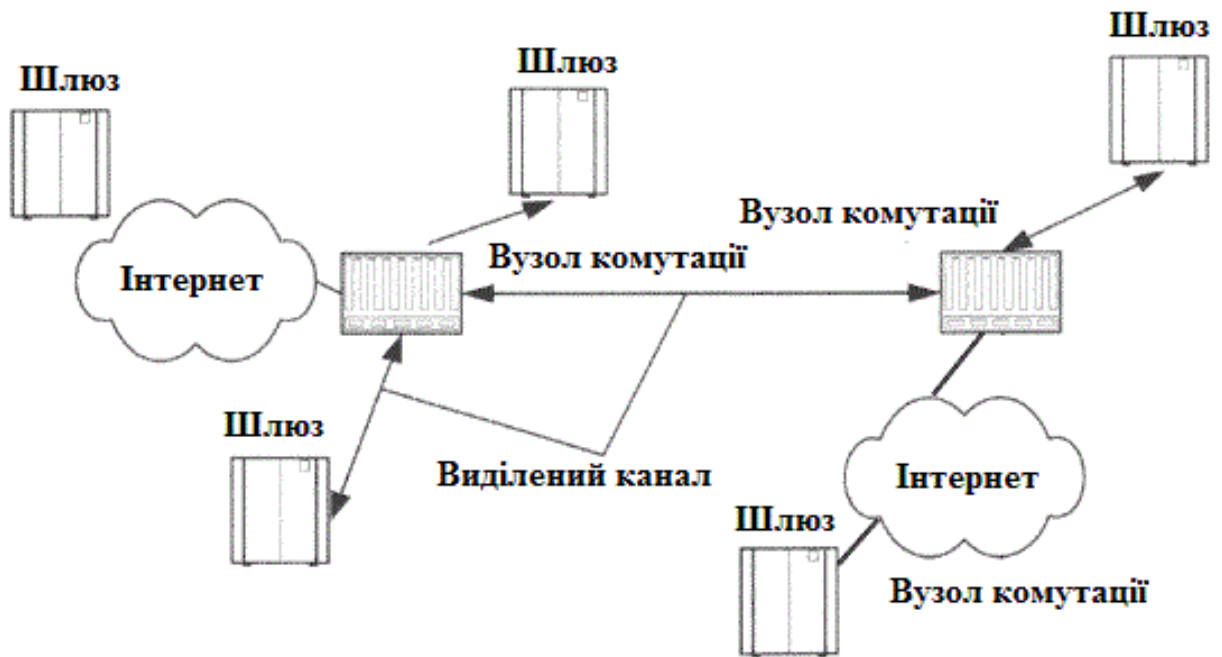 Шлюз
Шлюз
Шлюз
Вузол комутації
Вузол комутації
Інтернет
Шлюз
Виділений канал
Інтернет
Шлюз
Вузол комутації